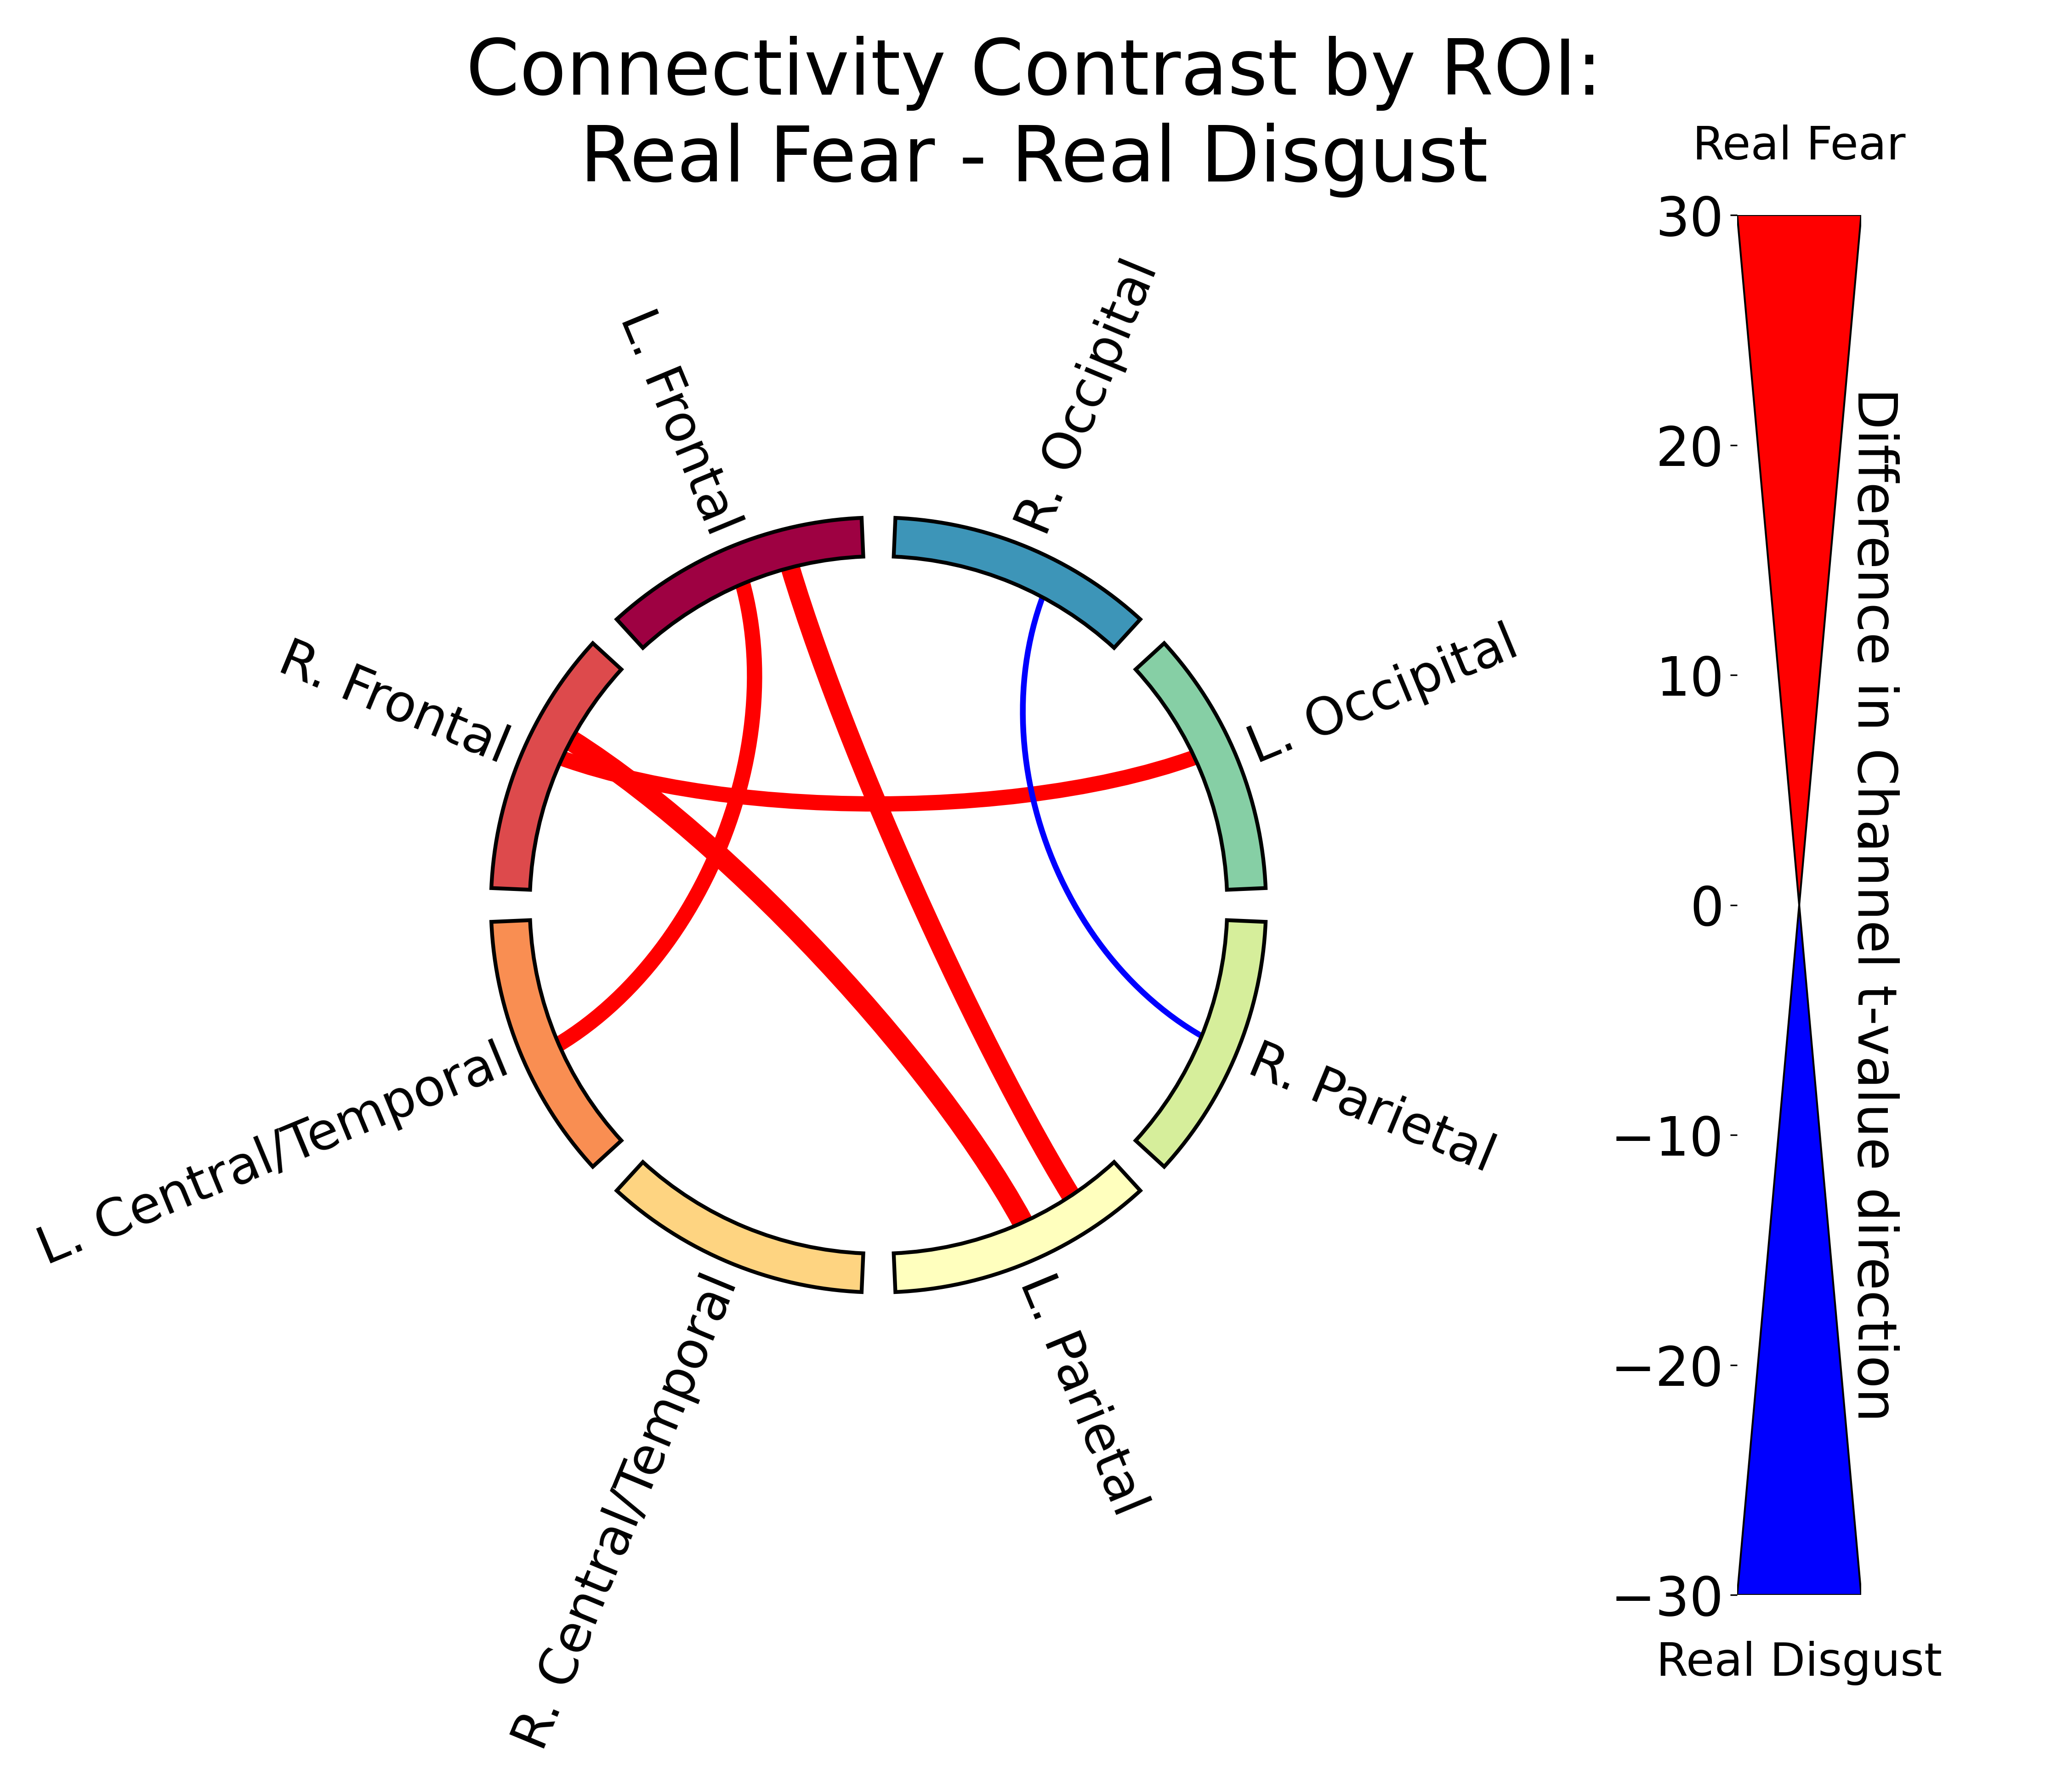 Connectivity Contrast by ROI:
Real Fear - Real Disgust
Real Fear
30
20
10
0
−10
−20
−30
Real Disgust
Difference in Channel t-value direction
L. Frontal
R. Occipital
R. Frontal
L. Occipital
L. Central/Temporal
R. Parietal
R. Central/Temporal
L. Parietal